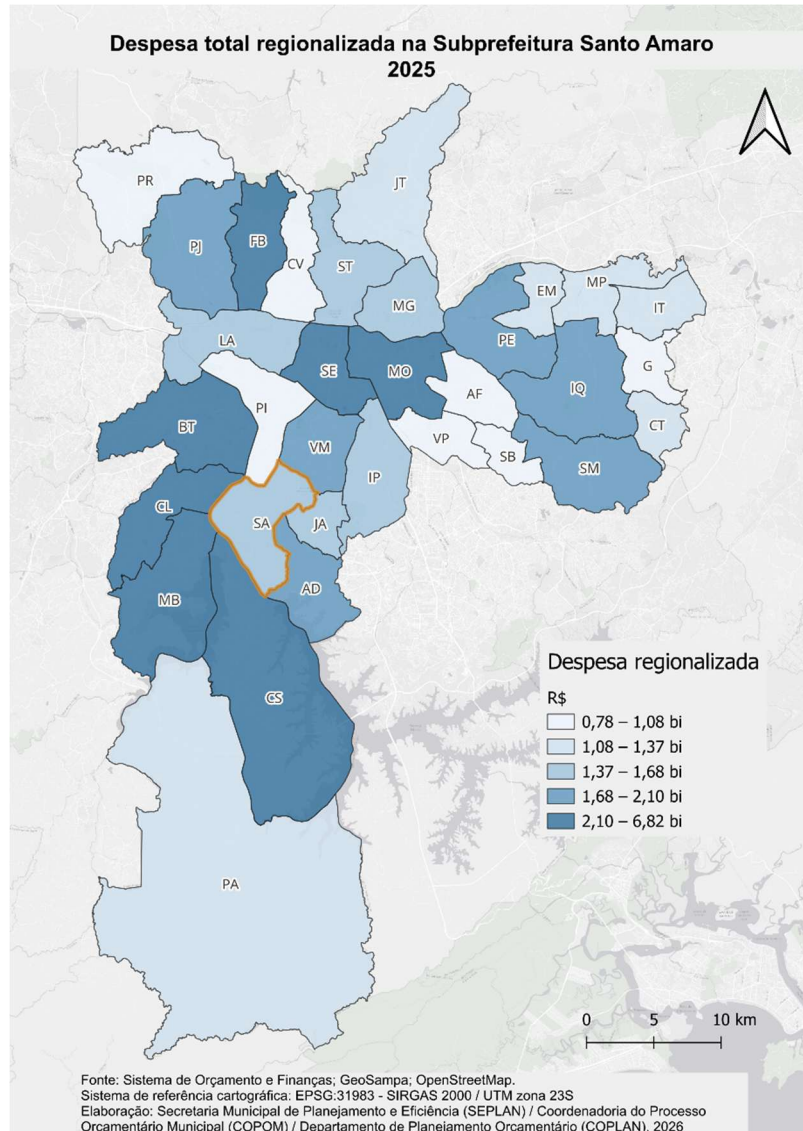 Despesa total regionalizada na Subprefeitura Santo Amaro
2025
PR
JT
PJ
FB
CV
ST
EM
MP
IT
MG
LA
PE
SE
MO
G
IQ
AF
PI
CT
BT
VM
VP
SB
SM
IP
CL
SA
JA
AD
MB
CS
PA
Despesa regionalizada
R$
0,78 – 1,08 bi
1,08 – 1,37 bi
1,37 – 1,68 bi
1,68 – 2,10 bi
2,10 – 6,82 bi
0 5 10 km
Fonte: Sistema de Orçamento e Finanças; GeoSampa; OpenStreetMap.
Sistema de referência cartográfica: EPSG:31983 - SIRGAS 2000 / UTM zona 23S
Elaboração: Secretaria Municipal de Planejamento e Eficiência (SEPLAN) / Coordenadoria do Processo
Orçamentário Municipal (COPOM) / Departamento de Planejamento Orçamentário (COPLAN), 2026